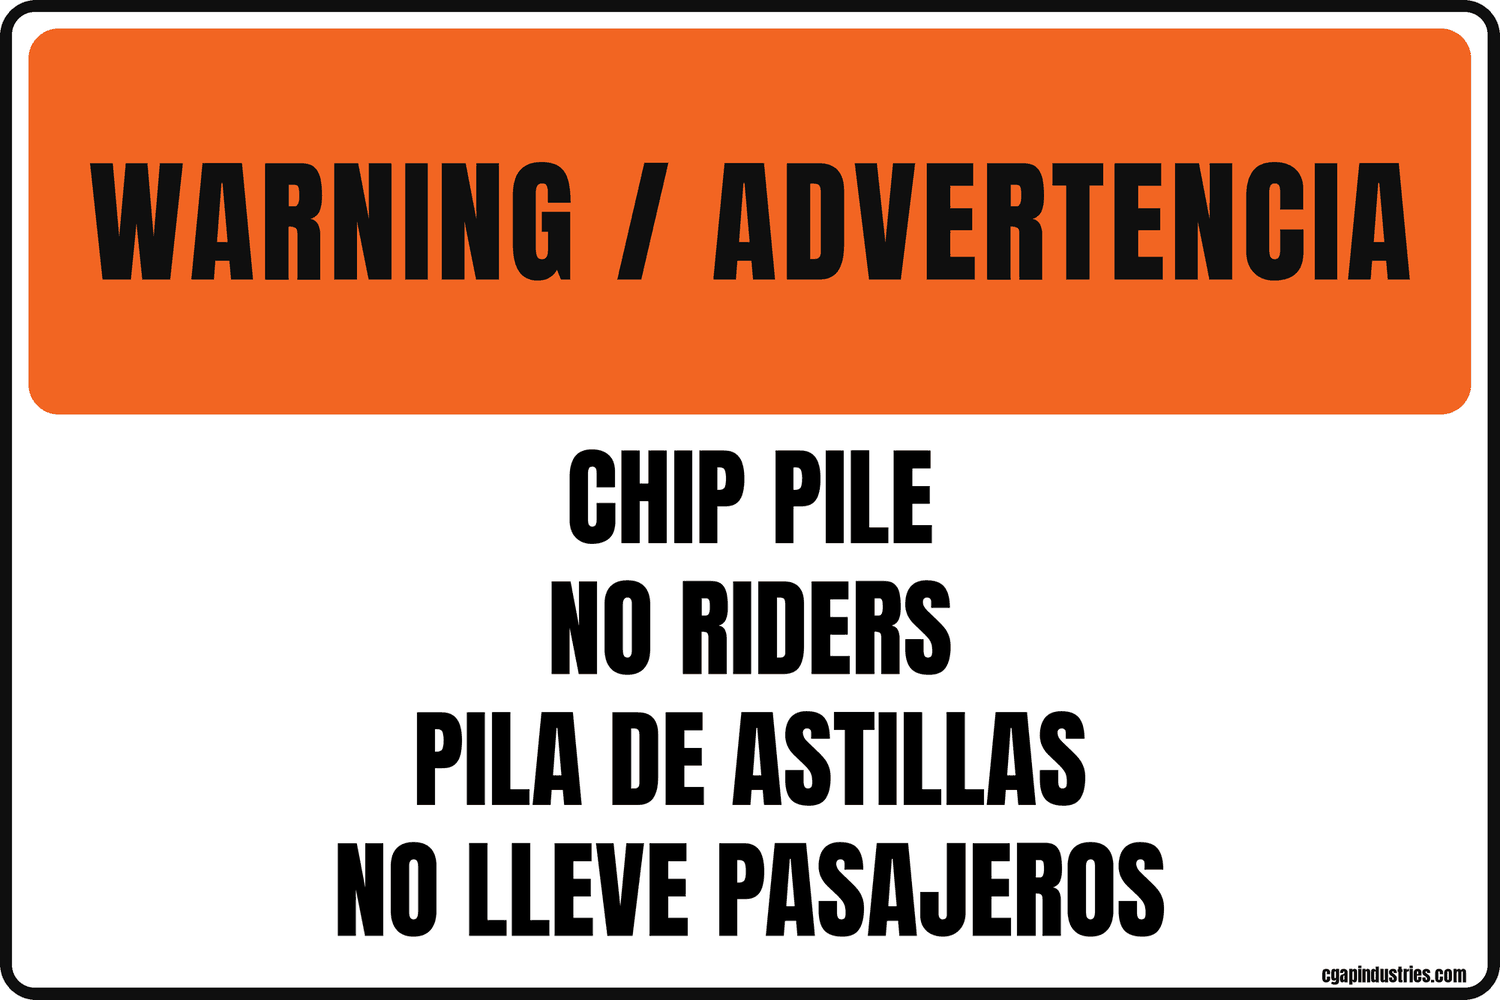 WARNING / ADVERTENCIA
CHIP PILE
NO RIDERS
PILA DE ASTILLAS
NO LLEVE PASAJEROS
cgapindustries.com